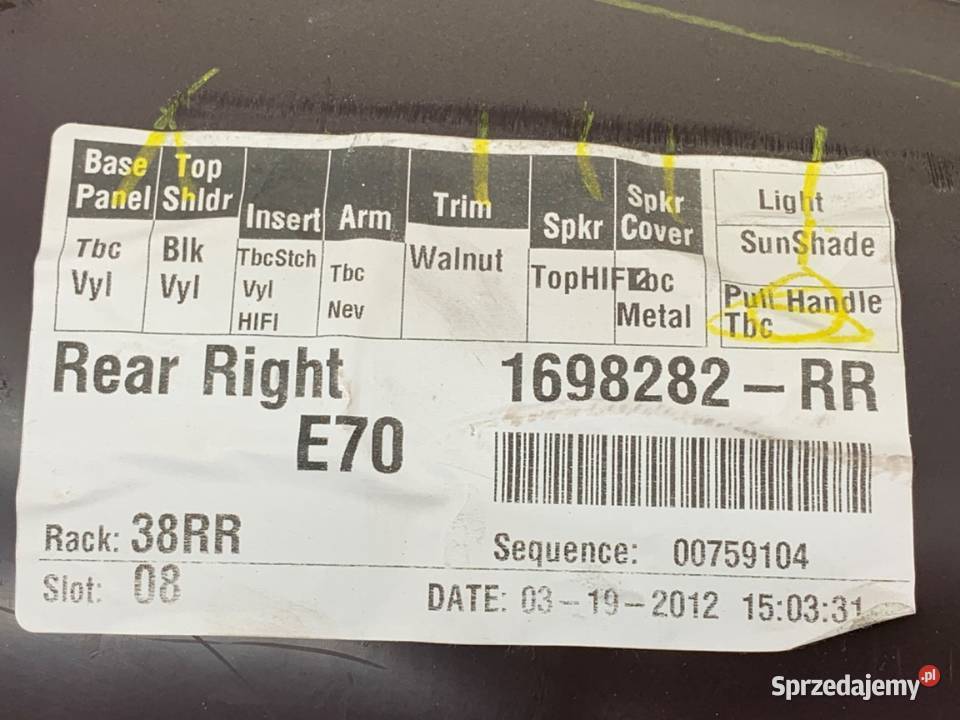 Base Panel Top Shldr Insert Arm Trim Spkr Spkr Cover
Tbc Vyl Blk Vyl TbcStch Vyl HIFI Tbc Nev Walnut TopHIFI Tbc Metal
Light
SunShade
Pull Handle
Tbc
Rear Right 1698282-RR
E70
Rack: 38RR
Sequence: 00759104
Slot: 08
DATE: 03-19-2012 15:03:31
Sprzedajemy.pl